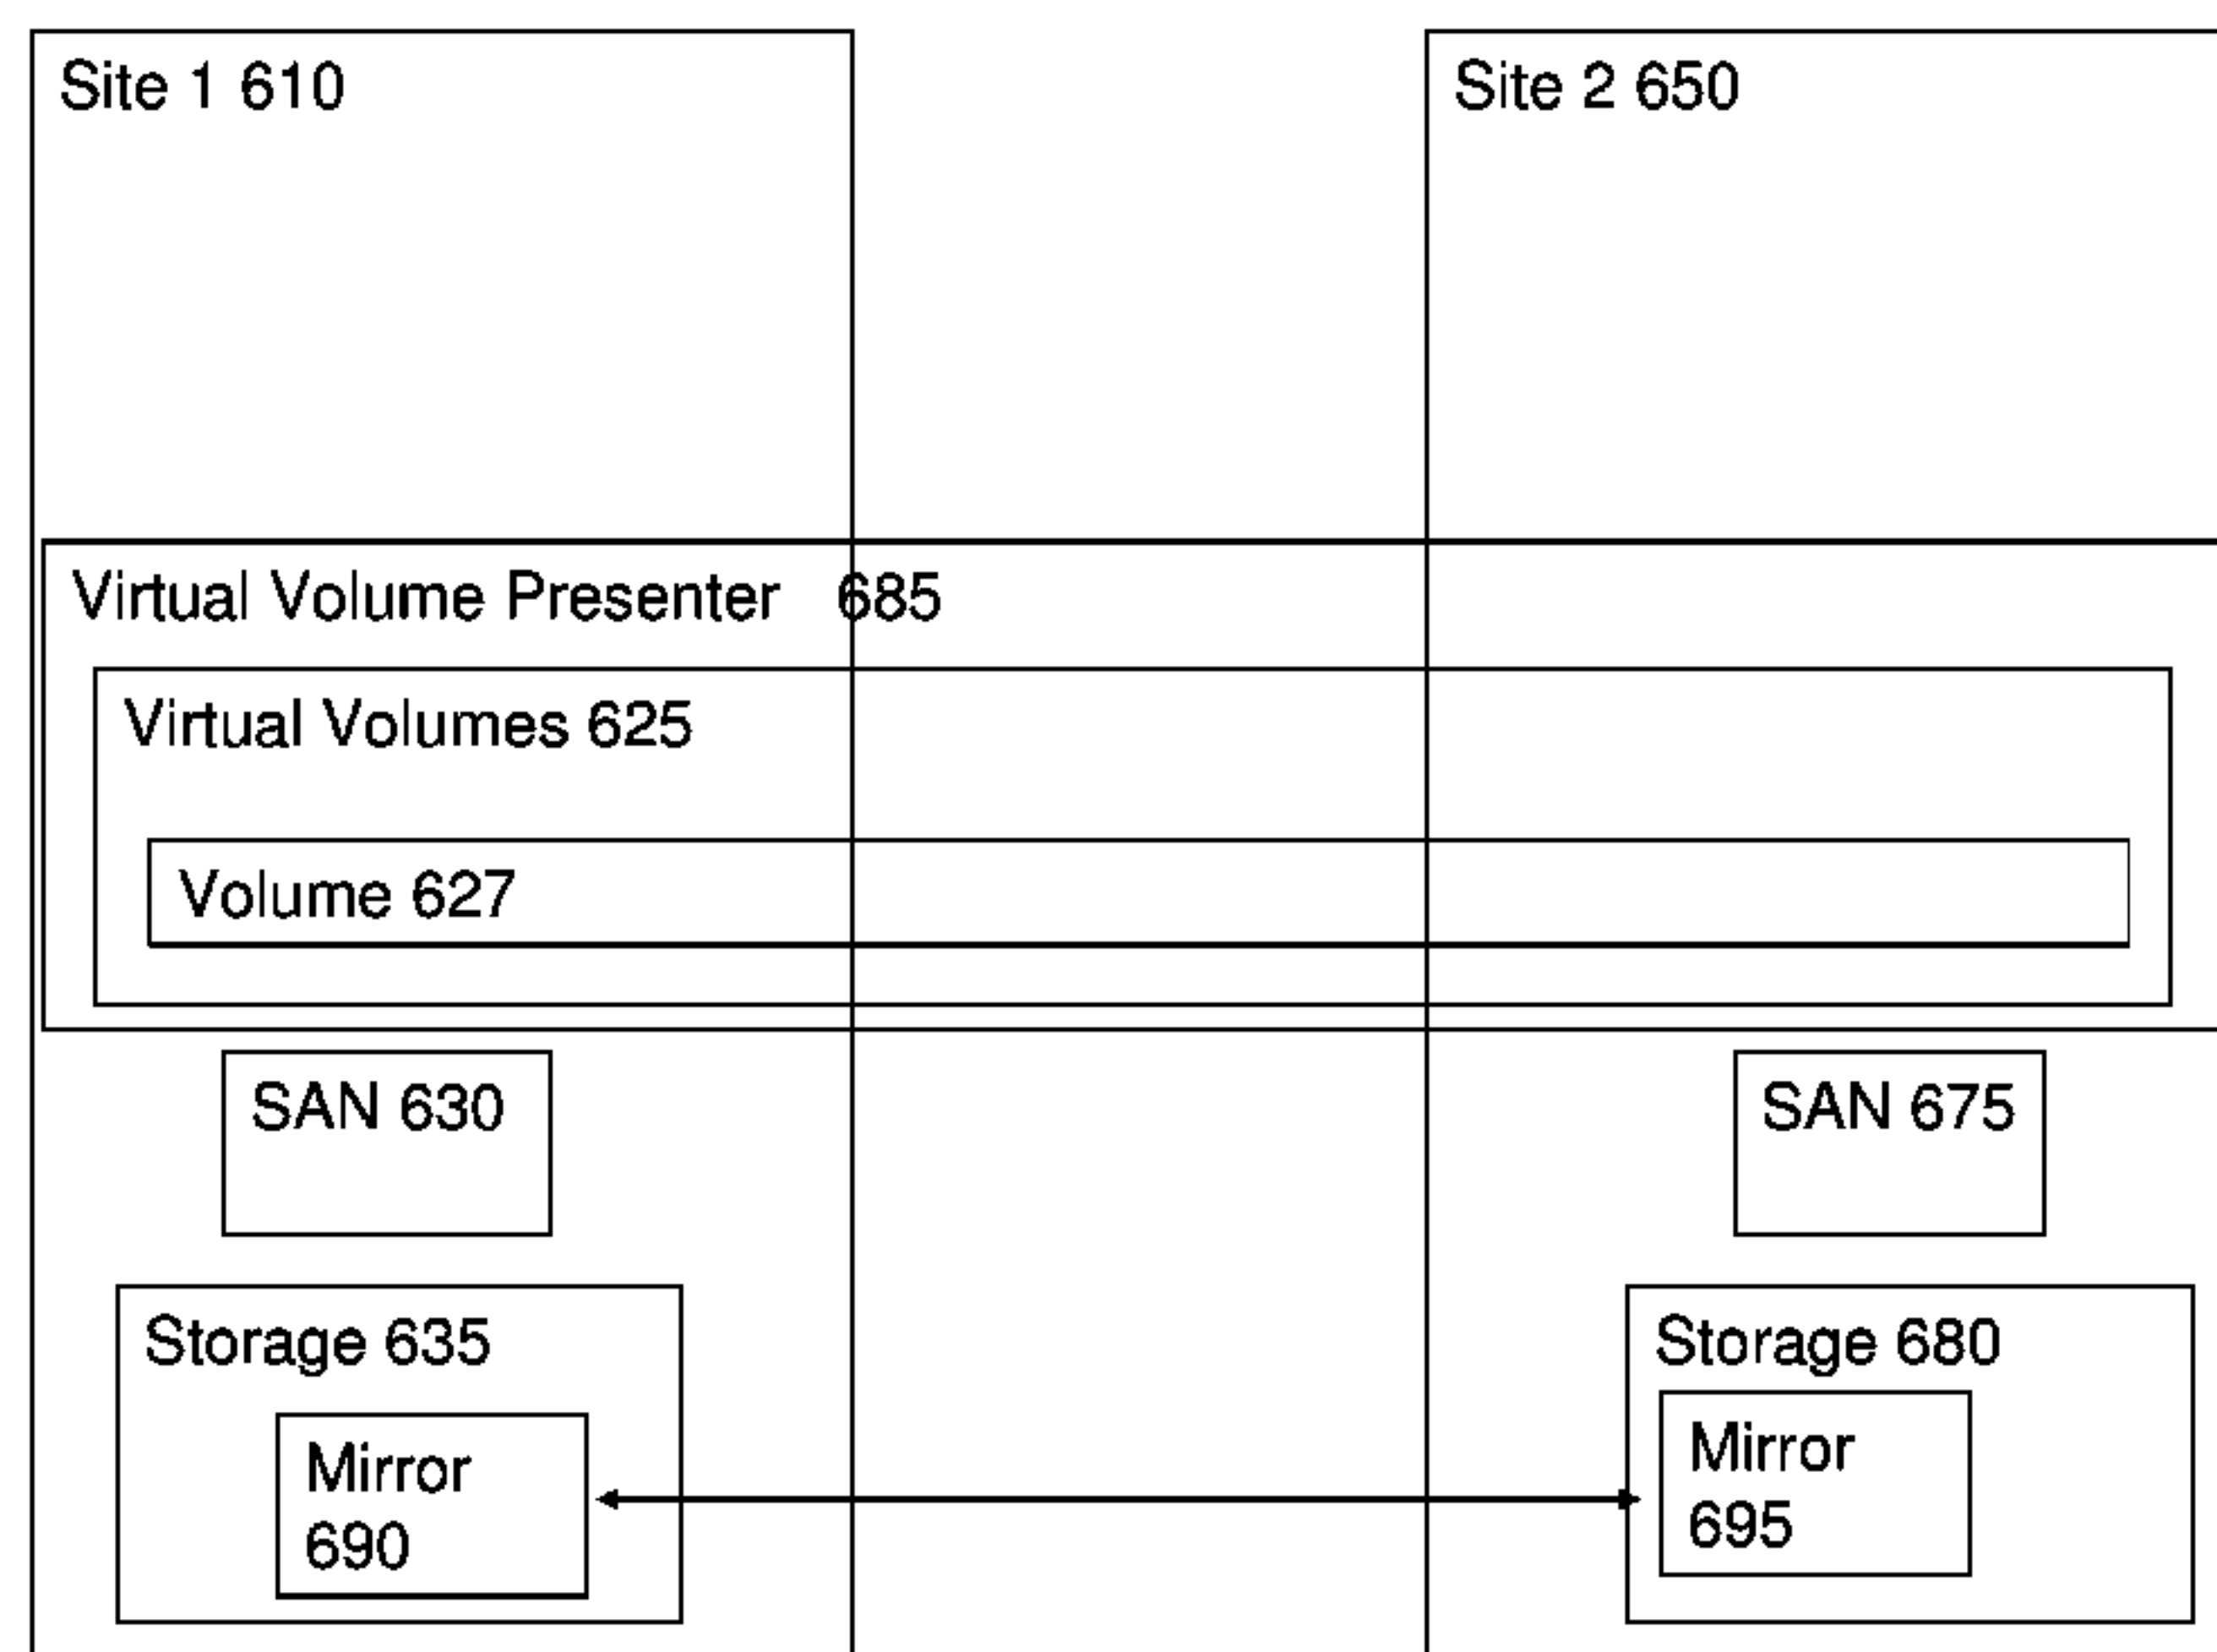 Site 1 610
Site 2 650
Virtual Volume Presenter 685
Virtual Volumes 625
Volume 627
SAN 630
SAN 675
Storage 635
Storage 680
Mirror
690
Mirror
695